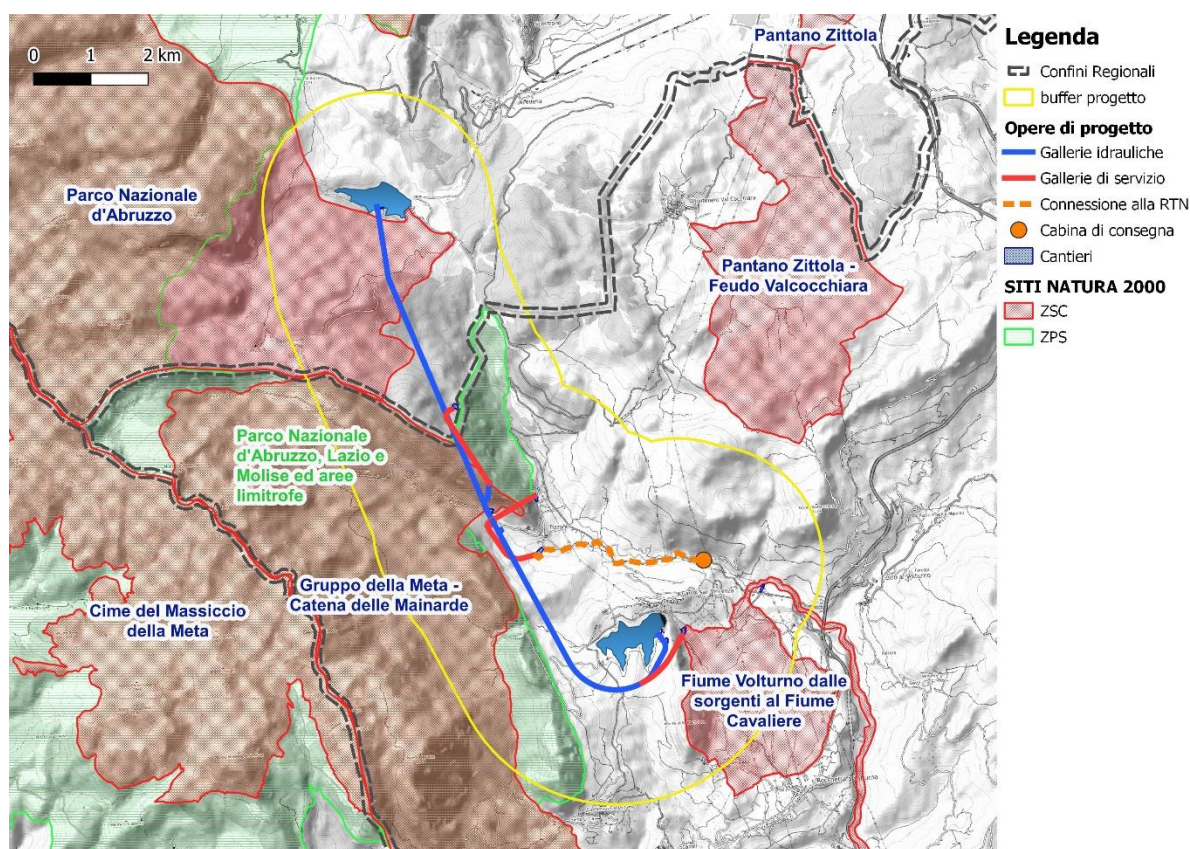 0 1 2 km
Pantano Zittola
Parco Nazionale
d'Abruzzo
Pantano Zittola -
Feudo Valcocchiara
Parco Nazionale
d'Abruzzo, Lazio e
Molise ed aree
limitrofe
Gruppo della Meta -
Catena delle Mainarde
Cime del Massiccio
della Meta
Fiume Volturno dalle
sorgenti al Fiume
Cavaliere
Legenda
Confini Regionali
buffer progetto
Opere di progetto
Gallerie idrauliche
Gallerie di servizio
Connessione alla RTN
Cabina di consegna
Cantieri
SITI NATURA 2000
ZSC
ZPS